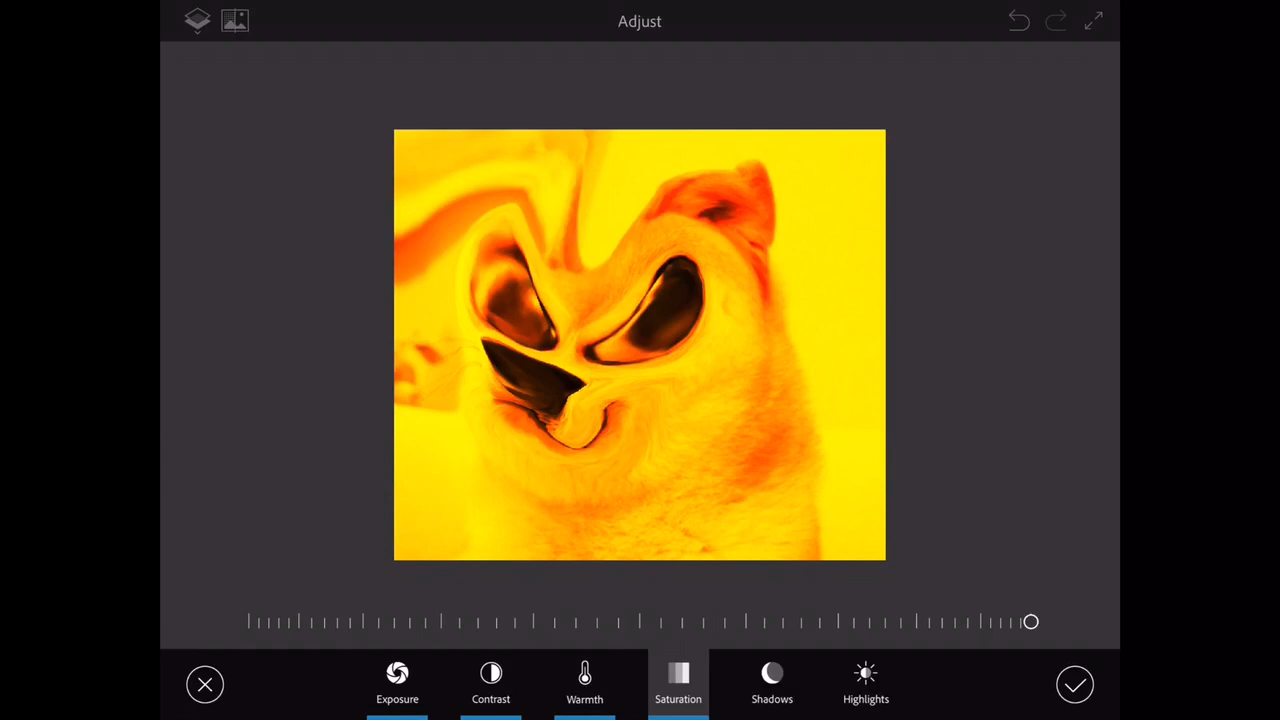 Adjust
Exposure
Contrast
Warmth
Saturation
Shadows
Highlights